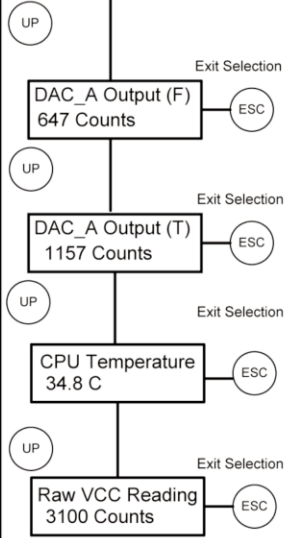 UP
Exit Selection
DAC_A Output (F)
647 Counts
ESC
UP
Exit Selection
DAC_A Output (T)
1157 Counts
ESC
UP
Exit Selection
CPU Temperature
34.8 C
ESC
UP
Exit Selection
Raw VCC Reading
3100 Counts
ESC